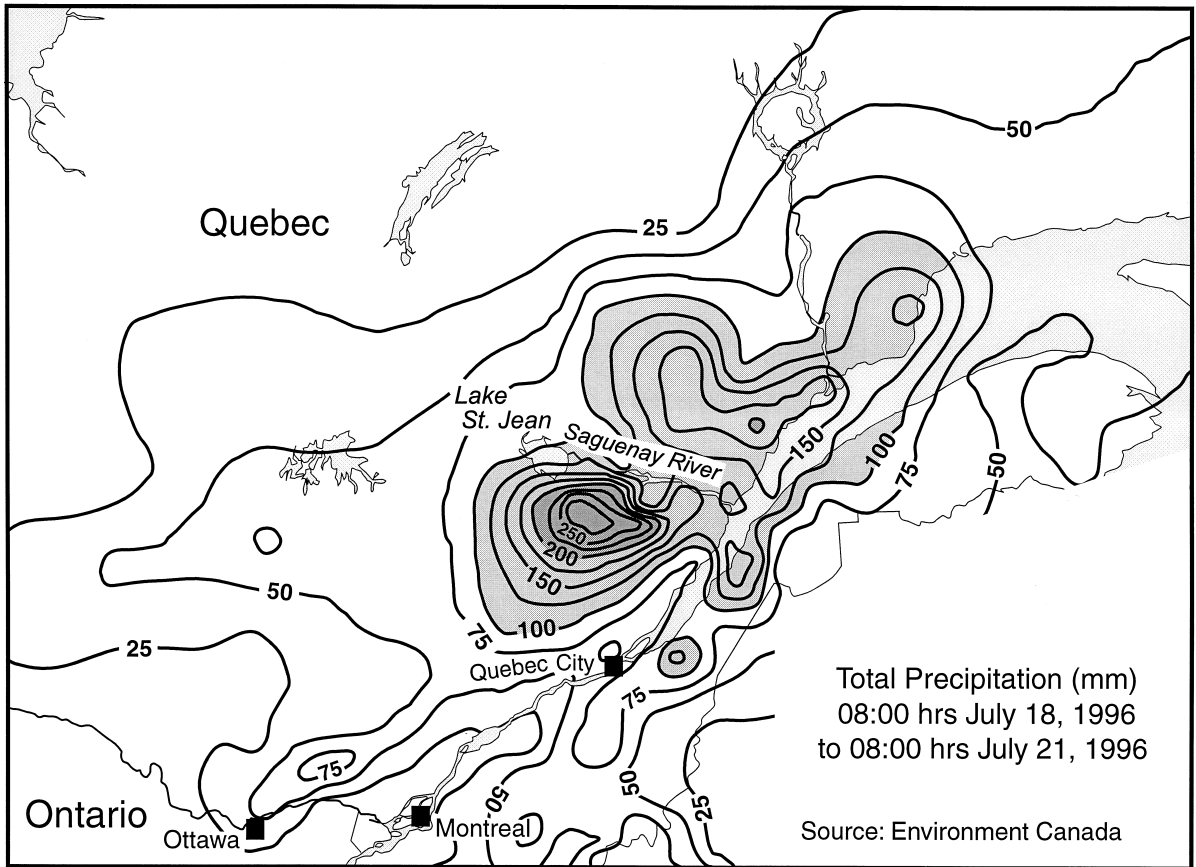 50
Quebec
25
Lake
St. Jean
Saguenay River
150
100
75
50
250
200
150
50
100
75
25
Quebec City
75
Total Precipitation (mm)
08:00 hrs July 18, 1996
to 08:00 hrs July 21, 1996
75
50
50
25
Ontario
Ottawa
Montreal
Source: Environment Canada